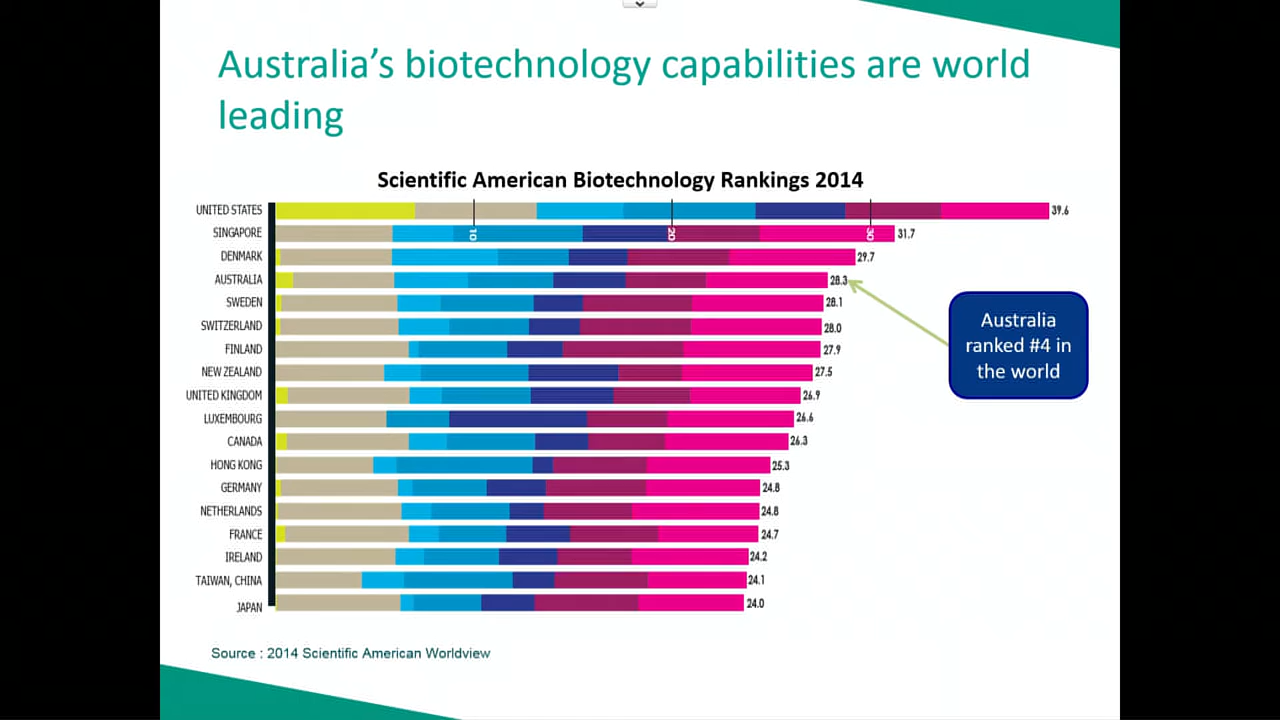 Australia’s biotechnology capabilities are world
leading
Scientific American Biotechnology Rankings 2014
UNITED STATES 39.6
SINGAPORE 10 20 30 31.7
DENMARK 29.7
AUSTRALIA 28.3
SWEDEN 28.1
SWITZERLAND 28.0
FINLAND 27.9
NEW ZEALAND 27.5
UNITED KINGDOM 26.9
LUXEMBOURG 26.6
CANADA 26.3
HONG KONG 25.3
GERMANY 24.8
NETHERLANDS 24.8
FRANCE 24.7
IRELAND 24.2
TAIWAN, CHINA 24.1
JAPAN 24.0
Australia
ranked #4 in
the world
Source : 2014 Scientific American Worldview